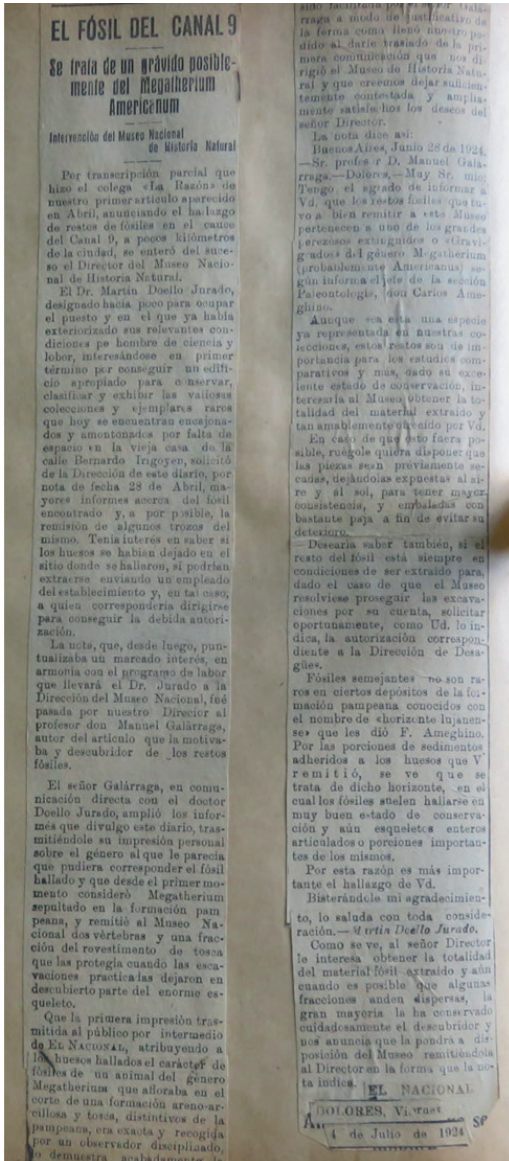 EL FÓSIL DEL CANAL 9
Se trata de un grávido posible-
mente del Megatherium
Americanum
Intervención del Museo Nacional
de Historia Natural
Por transcripción parcial que
hizo el colega «La Razón» de
nuestro primer artículo aparecido
en Abril, anunciando el hallazgo
de restos de fósiles en el cauce
del Canal 9, a pocos kilómetros
de la ciudad, se enteró del suce-
so el Director del Museo Nacio-
nal de Historia Natural.
El Dr. Martín Doello Jurado,
designado hacía poco para ocupar
el puesto y en el que ya había
exteriorizado sus relevantes con-
diciones pe hombre de ciencia y
lobor, interesándose en primer
término por conseguir un edifi-
cio apropiado para conservar,
clasificar y exhibir las valiosas
colecciones y ejemplares raros
que hoy se encuentran encajona-
dos y amontonados por falta de
espacio en la vieja casa de la
calle Bernardo Irigoyen, solicitó
de la Dirección de este diario, por
nota de fecha 28 de Abril, ma-
yores informes acerca del fósil
encontrado y, a por posible, la
remisión de algunos trozos del
mismo. Tenía interés en saber si
los huesos se habían dejado en el
sitio donde se hallaron, si podrían
extraerse enviando un empleado
del establecimiento y, en tal caso,
a quien correspondería dirigirse
para conseguir la debida autori-
zación.
La nota, que, desde luego, pun-
tualizaba un marcado interés, en
armonía con el programa de labor
que llevará el Dr. Jurado a la
Dirección del Museo Nacional, fué
pasada por nuestro Director al
profesor don Manuel Galárraga,
autor del artículo que la motiva-
ba y descubridor de los restos
fósiles.
El señor Galárraga, en comu-
nicación directa con el doctor
Doello Jurado, amplió los infor-
més que divulgo este diario, tras-
mitiéndole su impresión personal
sobre el género al que le parecía
que pudiera corresponder el fósil
hallado y que desde el primer mo-
mento consideró Megatherium
sepultado en la formación pam
peana, y remitió al Museo Na-
cional dos vértebras y una frac-
ción del revestimento de tosca
que las protegía cuando las esca-
vaciones practicadas dejaron en
descubierto parte del enorme es-
queleto.
Que la primera impresión tras-
mitida al público por intermedio
de EL NACIONAL, atribuyendo a
los huesos hallados el carácter de
fósiles de un animal del género
Megatherium que afloraba en el
corte de una formación areno-ar-
cillosa y tosca, distintivos de la
pampeana, era exacta y recogida
por un observador disciplinado,
lo demuestra acabadamente la
sido facilitada por el señor Galá-
rraga a modo de justificativo de
la forma como llenó nuestro pe-
dido al darle traslado de la pri-
mera comunicación que nos di-
rigió el Museo de Historia Natu-
ral y que creemos dejar suficien-
temente contestada y amplia-
mente satisfechos los deseos del
señor Director.
La nota dice así:
Buenos Aires, Junio 28 de 1924.
—Sr. profes r D. Manuel Galá-
rraga.—Dolores.—Muy Sr. mío:
Tengo el agrado de informar a
Vd. que los restos fósiles que tu-
vo a bien remitir a este Museo
pertenecen a uno de los grandes
perezosos extinguidos o «Gravi-
grados» del género Megatherium
(probablemente Americanus) se-
gún informa el jefe de la sección
Paleontología, don Carlos Ame-
ghino.
Aunque sea esta una especie
ya representada en nuestras co-
lecciones, estos restos son de im-
portancia para los estudios com-
parativos y mas, dado su exce-
lente estado de conservación, in-
teresaría al Museo obtener la to-
talidad del material extraído y
tan amablemente ofrecido por Vd.
En caso de que esto fuera po-
sible, ruégole quiera disponer que
las piezas sean préviamente se-
cadas, dejándolas expuestas al ai-
re y al sol, para tener mayor
consistencia, y embaladas con
bastante paja a fin de evitar su
deterioro.
—Desearía saber también, si el
resto del fósil está siempre en
condiciones de ser extraído para,
dado el caso de que el Museo
resolviese proseguir las excava-
ciones por su cuenta, solicitar
oportunamente, como Ud. lo in-
dica, la autorización correspon-
diente a la Dirección de Desa-
gües.
Fósiles semejantes no son ra-
ros en ciertos depósitos de la for-
mación pampeana conocidos con
el nombre de «horizonte lujanen-
se» que les dió F. Ameghino.
Por las porciones de sedimentos
adheridos a los huesos que V
remitió, se ve que se
trata de dicho horizonte, en el
cual los fósiles suelen hallarse en
muy buen estado de conserva-
ción y aún esqueletos enteros
articulados o porciones importan-
tes de los mismos.
Por esta razón es más impor-
tante el hallazgo de Vd.
Bisterándole mi agradecimien-
to, lo saluda con toda conside-
ración.—Martín Doello Jurado.
Como se ve, al señor Director
le interesa obtener la totalidad
del material fósil extraído y aún
cuando es posible que algunas
fracciones anden dispersas, la
gran mayoría la ha conservado
cuidadosamente el descubridor y
nos anuncia que la pondrá a dis-
posición del Museo remitiéndola
al Director en la forma que la no-
ta indica.
EL NACIONAL
DOLORES, Viernes
4 de Julio de 1924